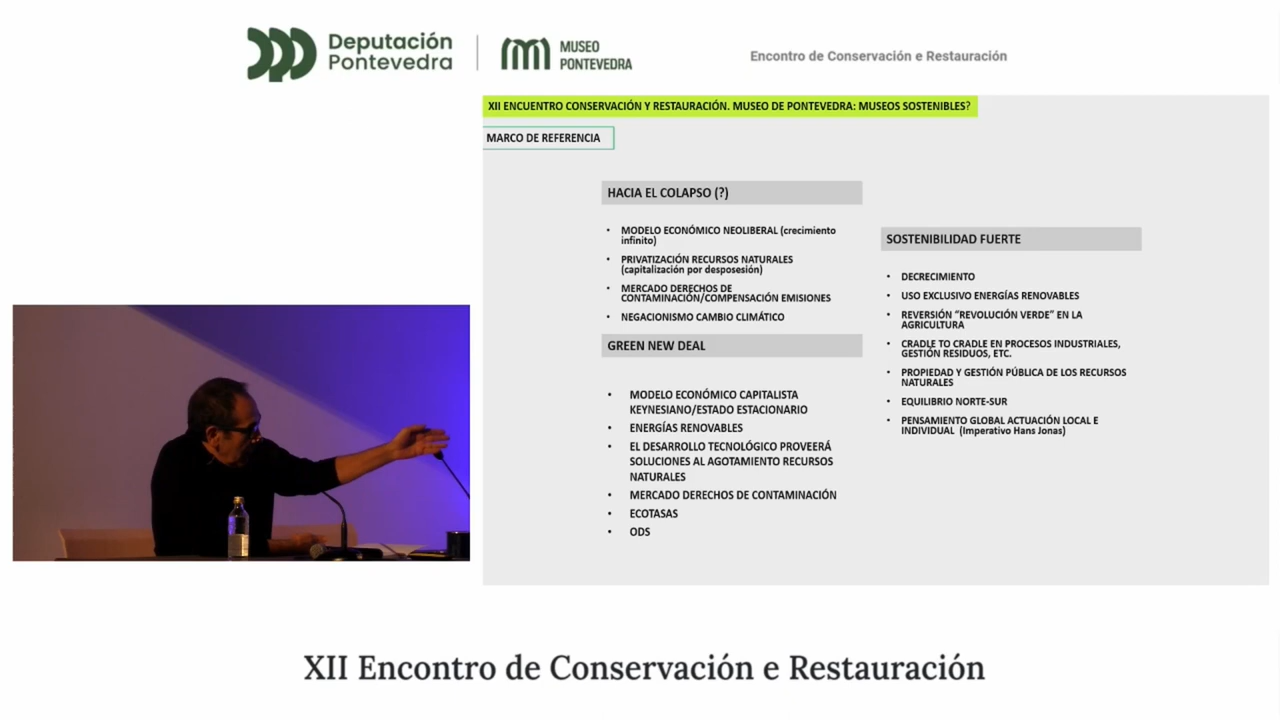 Deputación
Pontevedra
MUSEO
PONTEVEDRA
Encontro de Conservación e Restauración
XII ENCUENTRO CONSERVACIÓN Y RESTAURACIÓN. MUSEO DE PONTEVEDRA: MUSEOS SOSTENIBLES?
MARCO DE REFERENCIA
HACIA EL COLAPSO (?)
• MODELO ECONÓMICO NEOLIBERAL (crecimiento
infinito)
• PRIVATIZACIÓN RECURSOS NATURALES
(capitalización por desposesión)
• MERCADO DERECHOS DE
CONTAMINACIÓN/COMPENSACIÓN EMISIONES
• NEGACIONISMO CAMBIO CLIMÁTICO
GREEN NEW DEAL
• MODELO ECONÓMICO CAPITALISTA
KEYNESIANO/ESTADO ESTACIONARIO
• ENERGÍAS RENOVABLES
• EL DESARROLLO TECNOLÓGICO PROVEERÁ
SOLUCIONES AL AGOTAMIENTO RECURSOS
NATURALES
• MERCADO DERECHOS DE CONTAMINACIÓN
• ECOTASAS
• ODS
SOSTENIBILIDAD FUERTE
• DECRECIMIENTO
• USO EXCLUSIVO ENERGÍAS RENOVABLES
• REVERSIÓN “REVOLUCIÓN VERDE” EN LA
AGRICULTURA
• CRADLE TO CRADLE EN PROCESOS INDUSTRIALES,
GESTIÓN RESIDUOS, ETC.
• PROPIEDAD Y GESTIÓN PÚBLICA DE LOS RECURSOS
NATURALES
• EQUILIBRIO NORTE-SUR
• PENSAMIENTO GLOBAL ACTUACIÓN LOCAL E
INDIVIDUAL (Imperativo Hans Jonas)
XII Encontro de Conservación e Restauración